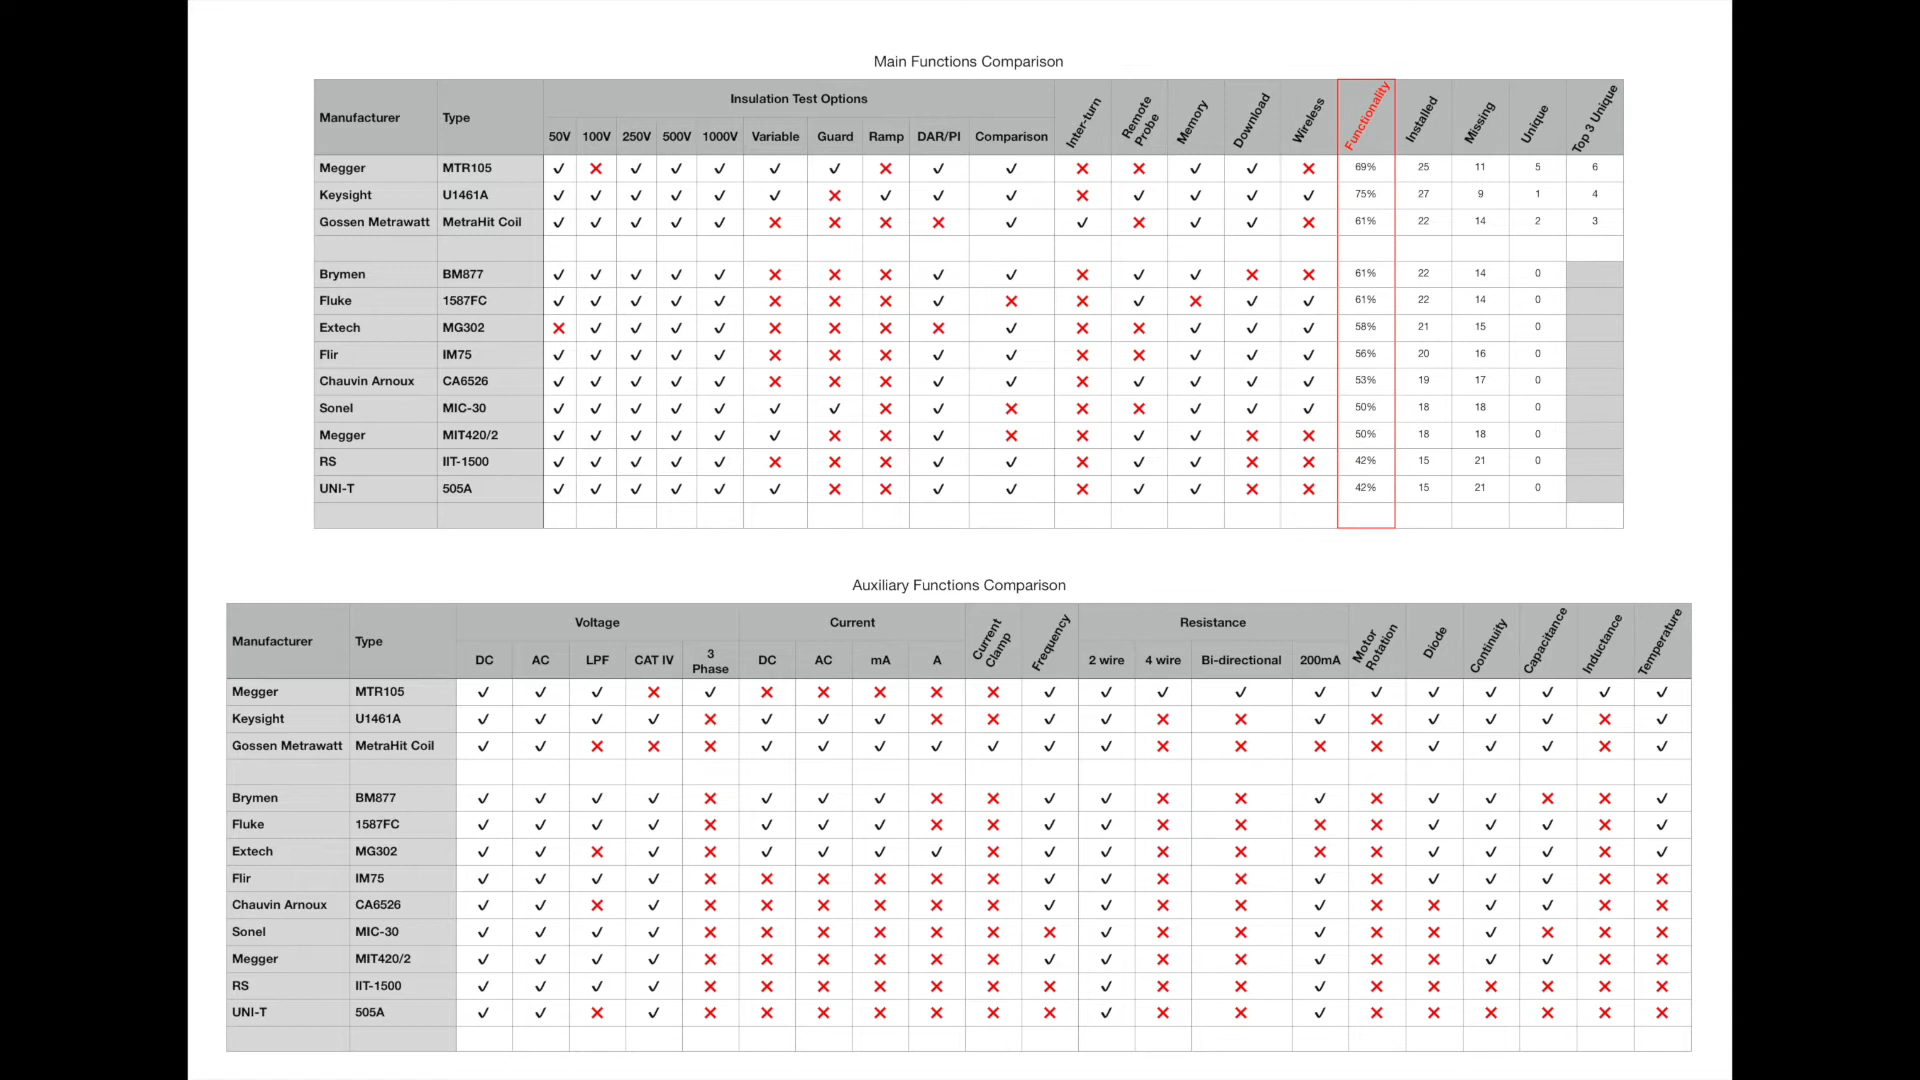 Main Functions Comparison
Manufacturer Type Insulation Test Options Inter-turn Remote Probe Memory Download Wireless Functionality Installed Missing Unique Top 3 Unique
50V 100V 250V 500V 1000V Variable Guard Ramp DAR/PI Comparison
Megger MTR105 ✓ ✗ ✓ ✓ ✓ ✓ ✓ ✗ ✓ ✓ ✗ ✗ ✓ ✓ ✗ 69% 25 11 5 6
Keysight U1461A ✓ ✓ ✓ ✓ ✓ ✓ ✗ ✓ ✓ ✓ ✗ ✓ ✓ ✓ ✓ 75% 27 9 1 4
Gossen Metrawatt MetraHit Coil ✓ ✓ ✓ ✓ ✓ ✗ ✗ ✗ ✗ ✓ ✓ ✗ ✓ ✓ ✗ 61% 22 14 2 3
Brymen BM877 ✓ ✓ ✓ ✓ ✓ ✗ ✗ ✗ ✓ ✓ ✗ ✓ ✓ ✗ ✗ 61% 22 14 0
Fluke 1587FC ✓ ✓ ✓ ✓ ✓ ✗ ✗ ✗ ✓ ✗ ✗ ✓ ✗ ✓ ✓ 61% 22 14 0
Extech MG302 ✗ ✓ ✓ ✓ ✓ ✗ ✗ ✗ ✗ ✓ ✗ ✗ ✓ ✓ ✓ 58% 21 15 0
Flir IM75 ✓ ✓ ✓ ✓ ✓ ✗ ✗ ✗ ✓ ✓ ✗ ✗ ✓ ✓ ✓ 56% 20 16 0
Chauvin Arnoux CA6526 ✓ ✓ ✓ ✓ ✓ ✗ ✗ ✗ ✓ ✓ ✗ ✓ ✓ ✓ ✓ 53% 19 17 0
Sonel MIC-30 ✓ ✓ ✓ ✓ ✓ ✓ ✓ ✗ ✓ ✗ ✗ ✗ ✓ ✓ ✓ 50% 18 18 0
Megger MIT420/2 ✓ ✓ ✓ ✓ ✓ ✓ ✗ ✗ ✓ ✗ ✗ ✓ ✓ ✗ ✗ 50% 18 18 0
RS IIT-1500 ✓ ✓ ✓ ✓ ✓ ✗ ✗ ✗ ✓ ✓ ✗ ✓ ✓ ✗ ✗ 42% 15 21 0
UNI-T 505A ✓ ✓ ✓ ✓ ✓ ✓ ✗ ✗ ✓ ✓ ✗ ✓ ✓ ✗ ✗ 42% 15 21 0
Auxiliary Functions Comparison
Manufacturer Type Voltage Current Current Clamp Frequency Resistance Motor Rotation Diode Continuity Capacitance Inductance Temperature
DC AC LPF CAT IV 3 Phase DC AC mA A 2 wire 4 wire Bi-directional 200mA
Megger MTR105 ✓ ✓ ✓ ✗ ✓ ✗ ✗ ✗ ✗ ✗ ✓ ✓ ✓ ✓ ✓ ✓ ✓ ✓ ✓ ✓ ✓
Keysight U1461A ✓ ✓ ✓ ✓ ✗ ✓ ✓ ✓ ✗ ✗ ✓ ✓ ✗ ✗ ✓ ✗ ✓ ✓ ✓ ✗ ✓
Gossen Metrawatt MetraHit Coil ✓ ✓ ✗ ✗ ✗ ✓ ✓ ✓ ✓ ✓ ✓ ✓ ✗ ✗ ✗ ✗ ✓ ✓ ✓ ✗ ✓
Brymen BM877 ✓ ✓ ✓ ✓ ✗ ✓ ✓ ✓ ✗ ✗ ✓ ✓ ✗ ✗ ✓ ✗ ✓ ✓ ✗ ✗ ✓
Fluke 1587FC ✓ ✓ ✓ ✓ ✗ ✓ ✓ ✓ ✗ ✗ ✓ ✓ ✗ ✗ ✗ ✗ ✓ ✓ ✓ ✗ ✓
Extech MG302 ✓ ✓ ✗ ✓ ✗ ✓ ✓ ✓ ✓ ✗ ✓ ✓ ✗ ✗ ✗ ✗ ✓ ✓ ✓ ✗ ✓
Flir IM75 ✓ ✓ ✓ ✓ ✗ ✗ ✗ ✗ ✗ ✗ ✓ ✓ ✗ ✗ ✓ ✗ ✓ ✓ ✓ ✗ ✗
Chauvin Arnoux CA6526 ✓ ✓ ✗ ✓ ✗ ✗ ✗ ✗ ✗ ✗ ✓ ✓ ✗ ✗ ✓ ✗ ✗ ✓ ✓ ✗ ✗
Sonel MIC-30 ✓ ✓ ✓ ✓ ✗ ✗ ✗ ✗ ✗ ✗ ✗ ✓ ✗ ✗ ✓ ✗ ✗ ✓ ✗ ✗ ✗
Megger MIT420/2 ✓ ✓ ✓ ✓ ✗ ✗ ✗ ✗ ✗ ✗ ✓ ✓ ✗ ✗ ✓ ✗ ✗ ✓ ✓ ✗ ✗
RS IIT-1500 ✓ ✓ ✓ ✓ ✗ ✗ ✗ ✗ ✗ ✗ ✗ ✓ ✗ ✗ ✓ ✗ ✗ ✗ ✗ ✗ ✗
UNI-T 505A ✓ ✓ ✗ ✓ ✗ ✗ ✗ ✗ ✗ ✗ ✗ ✓ ✗ ✗ ✓ ✗ ✗ ✗ ✗ ✗ ✗